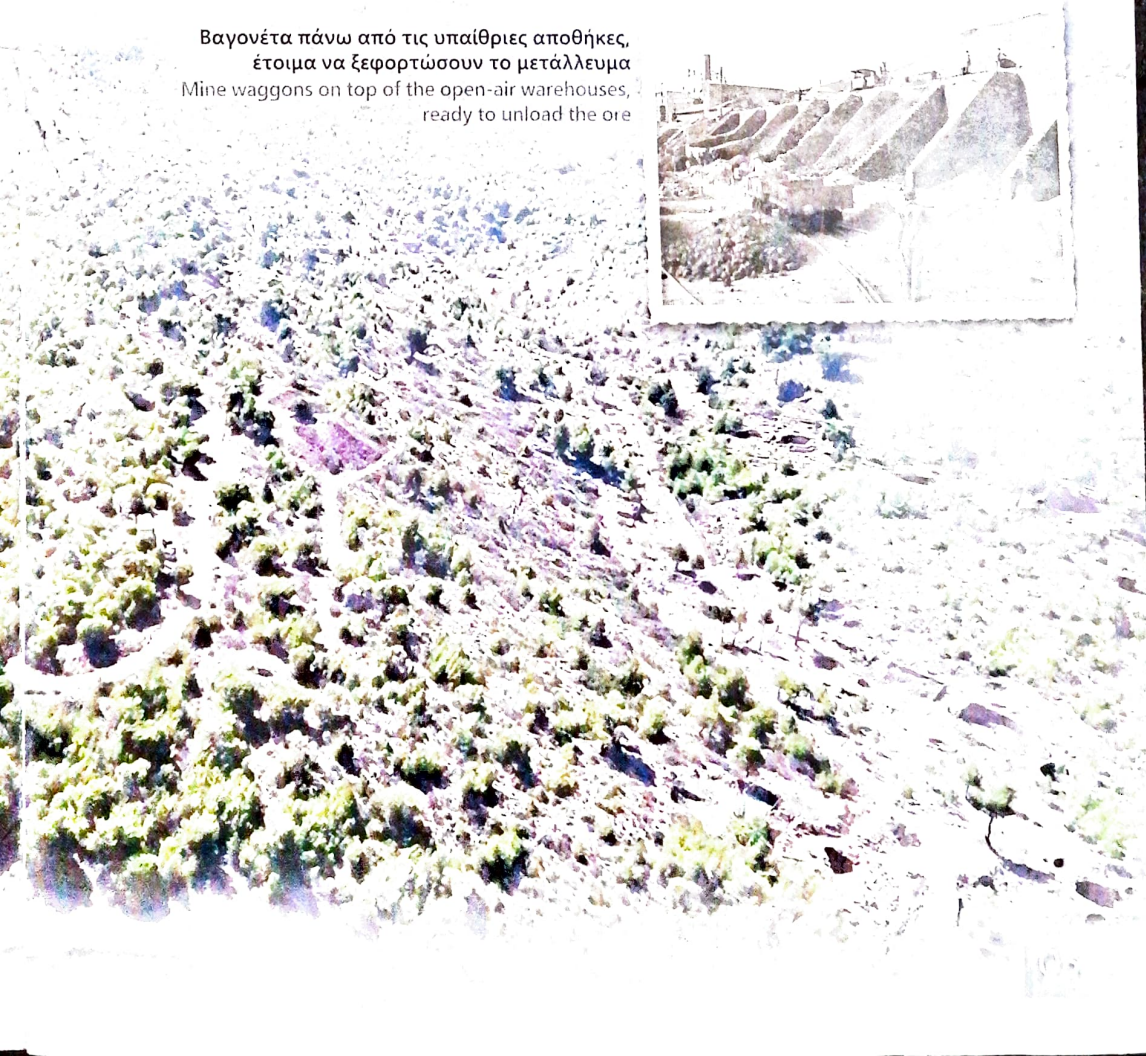 Βαγονέτα πάνω από τις υπαίθριες αποθήκες,
έτοιμα να ξεφορτώσουν το μετάλλευμα
Mine waggons on top of the open-air warehouses,
ready to unload the ore